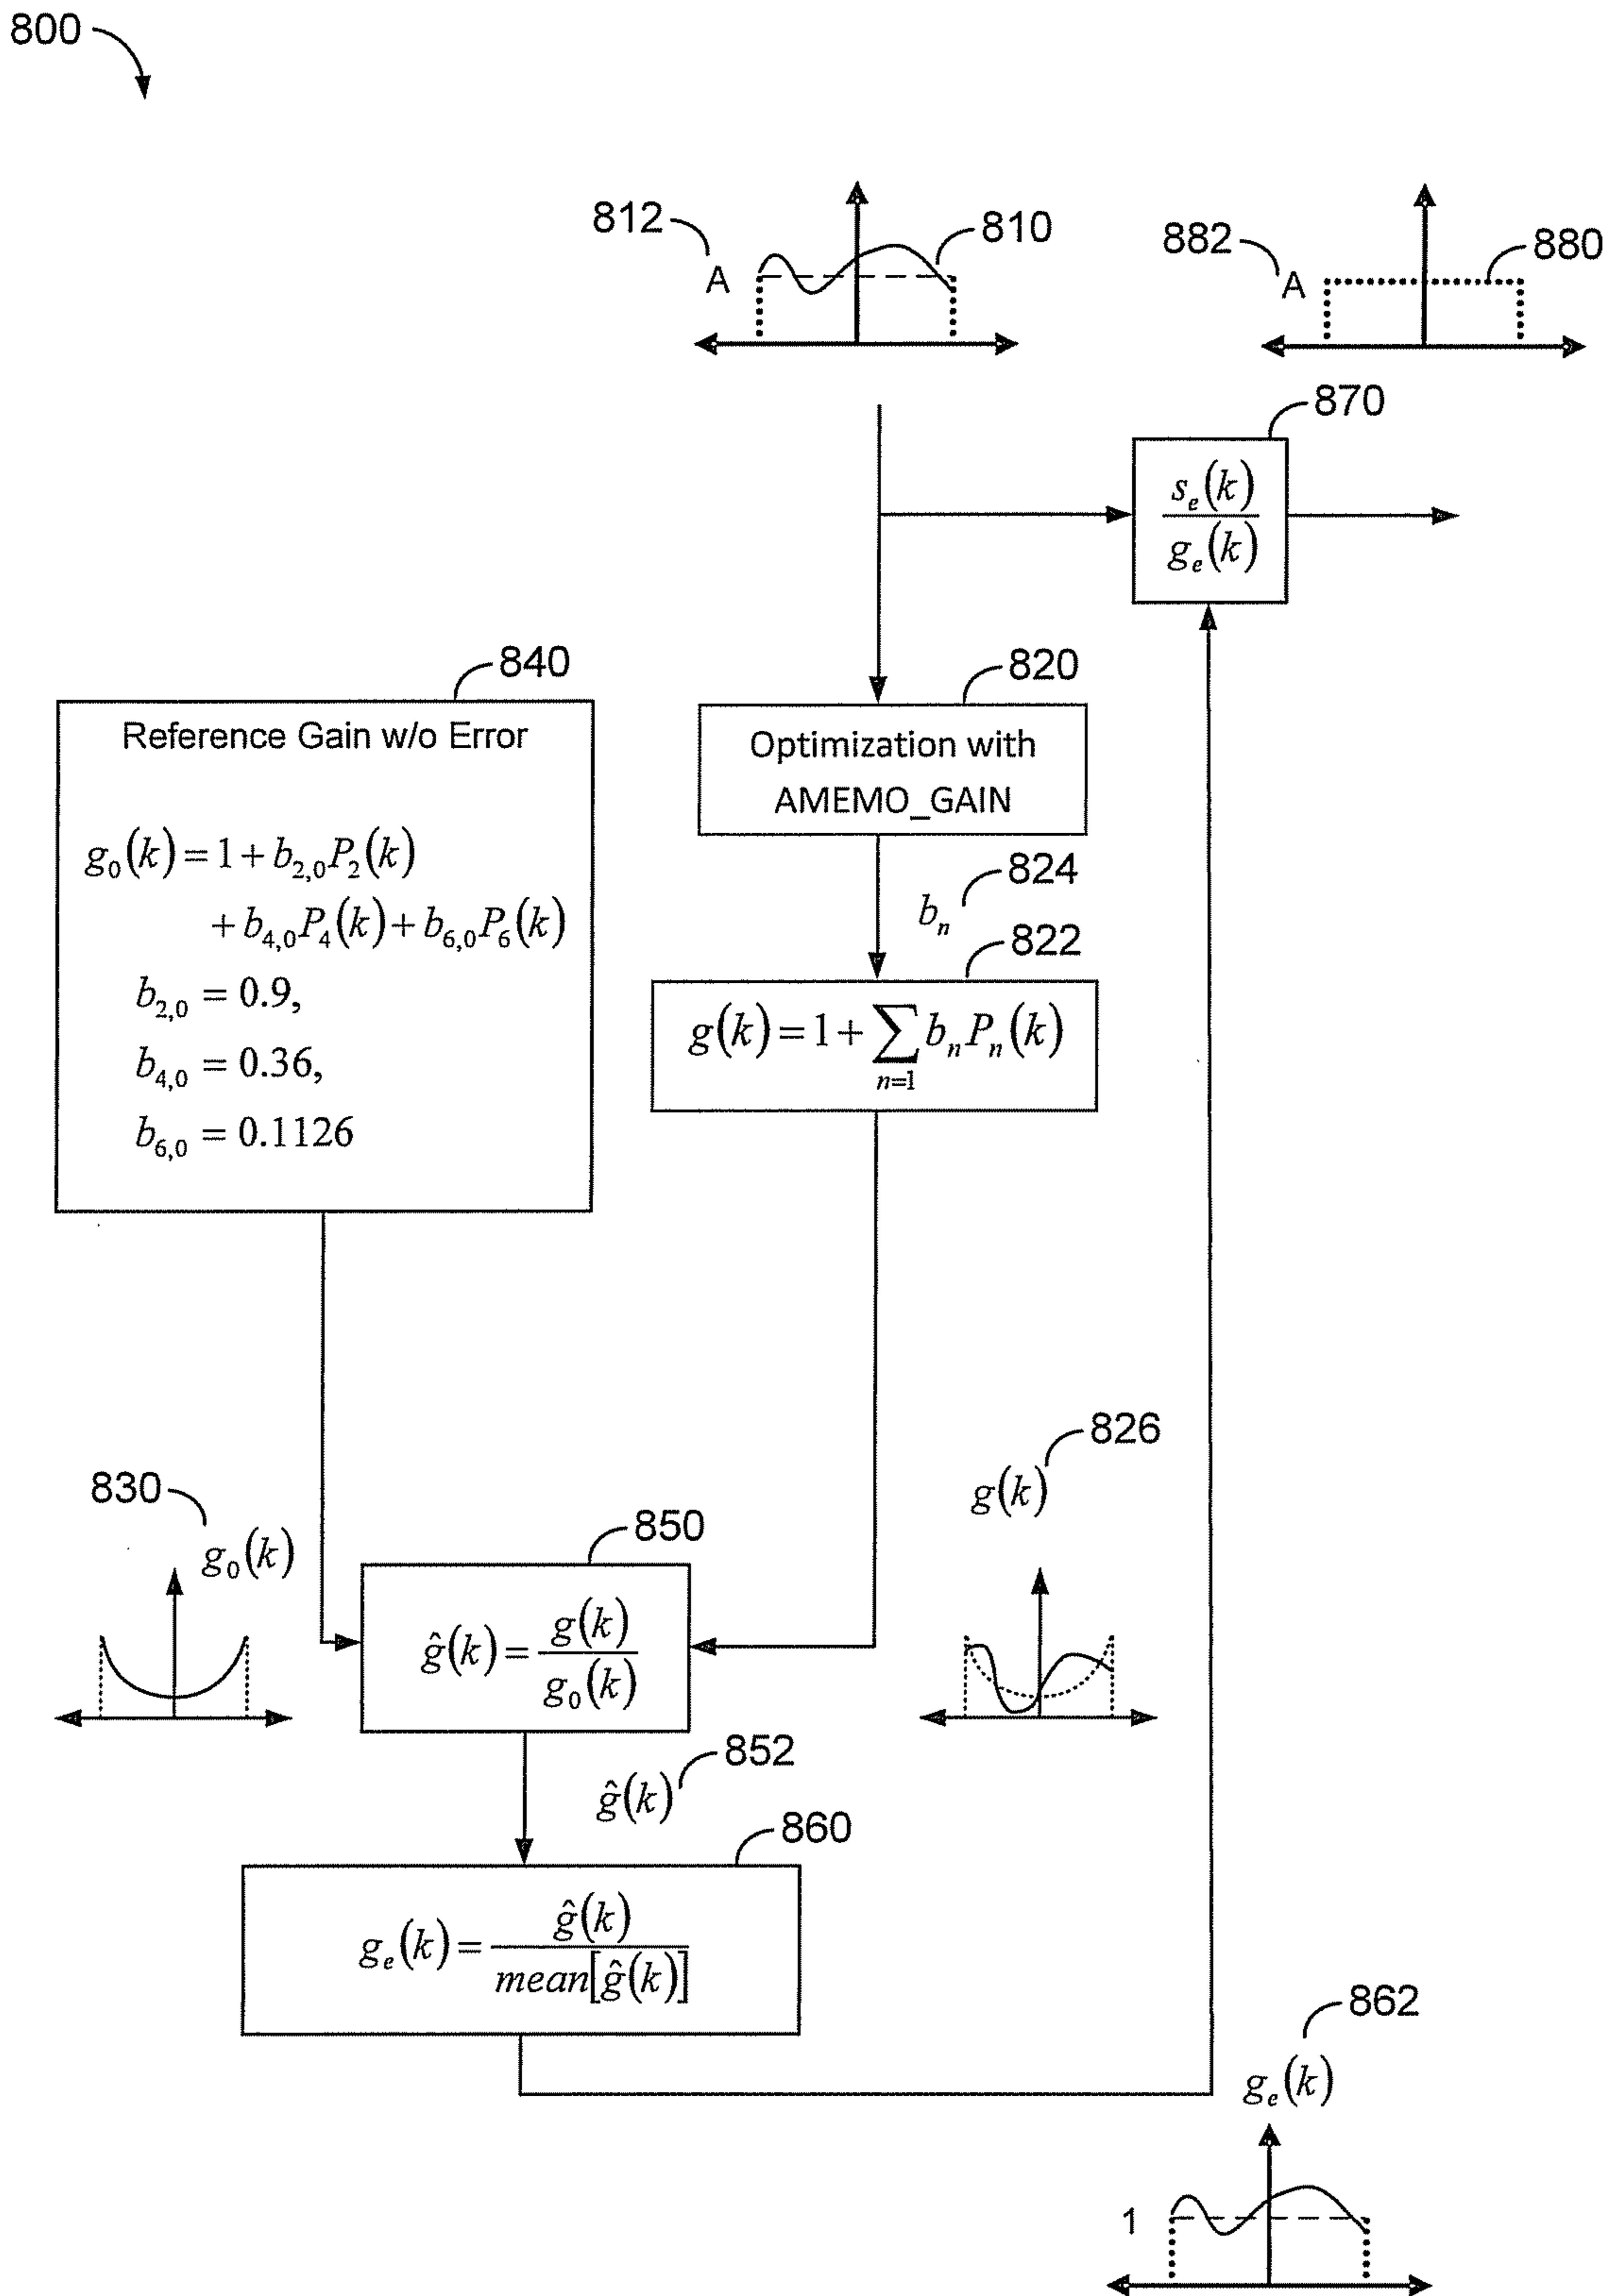 800
812
A
810
882
A
880
870
s_e(k)
g_e(k)
840
Reference Gain w/o Error
g_0(k) = 1 + b_{2,0}P_2(k)
+ b_{4,0}P_4(k) + b_{6,0}P_6(k)
b_{2,0} = 0.9,
b_{4,0} = 0.36,
b_{6,0} = 0.1126
820
Optimization with
AMEMO_GAIN
b_n
824
822
g(k) = 1 + ∑_{n=1} b_n P_n(k)
830
g_0(k)
850
ĝ(k) = g(k)/g_0(k)
826
g(k)
ĝ(k)
852
860
g_e(k) = ĝ(k)/mean[ĝ(k)]
862
g_e(k)
1